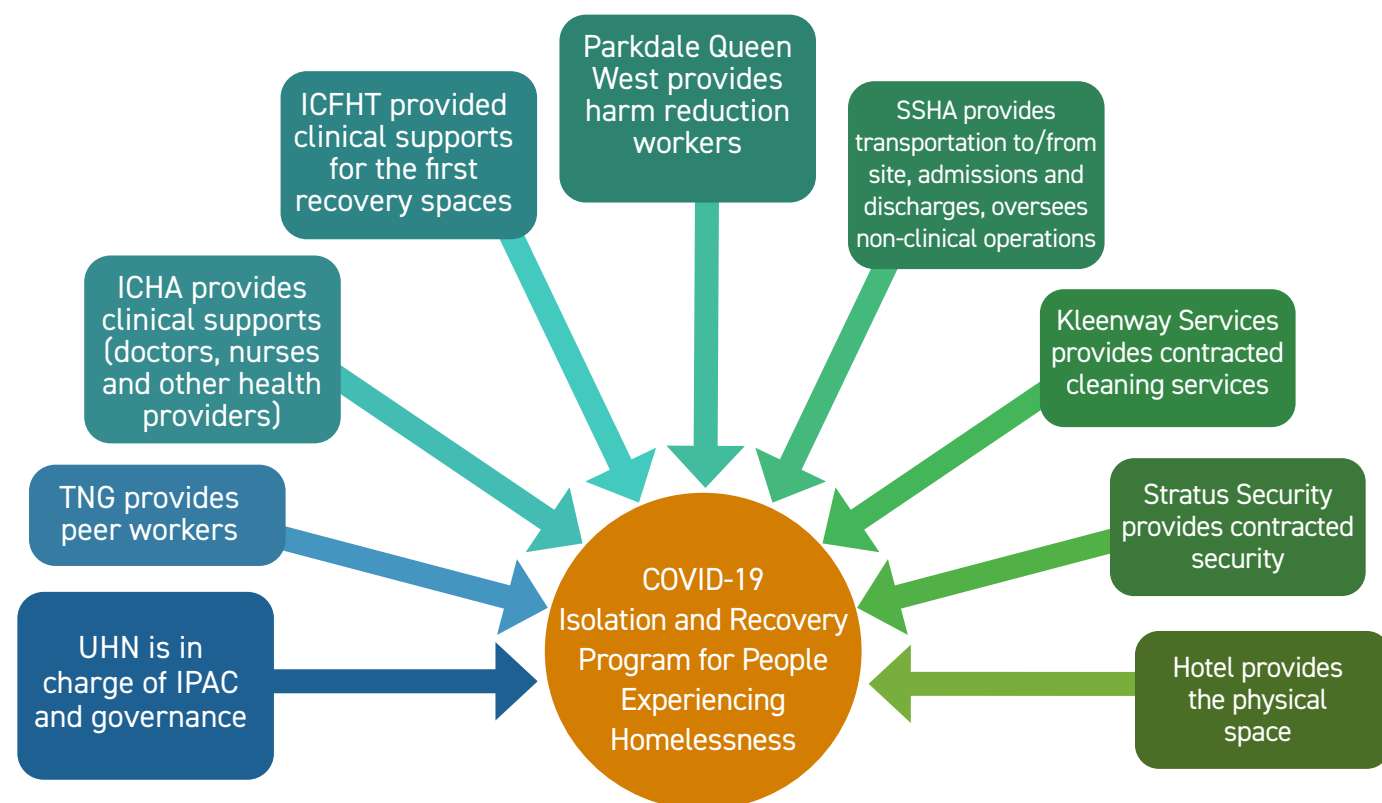 Parkdale Queen
West provides
harm reduction
workers
ICFHT provided
clinical supports
for the first
recovery spaces
SSHA provides
transportation to/from
site, admissions and
discharges, oversees
non-clinical operations
ICHA provides
clinical supports
(doctors, nurses
and other health
providers)
Kleenway Services
provides contracted
cleaning services
TNG provides
peer workers
Stratus Security
provides contracted
security
UHN is in
charge of IPAC
and governance
COVID-19
Isolation and Recovery
Program for People
Experiencing
Homelessness
Hotel provides
the physical
space